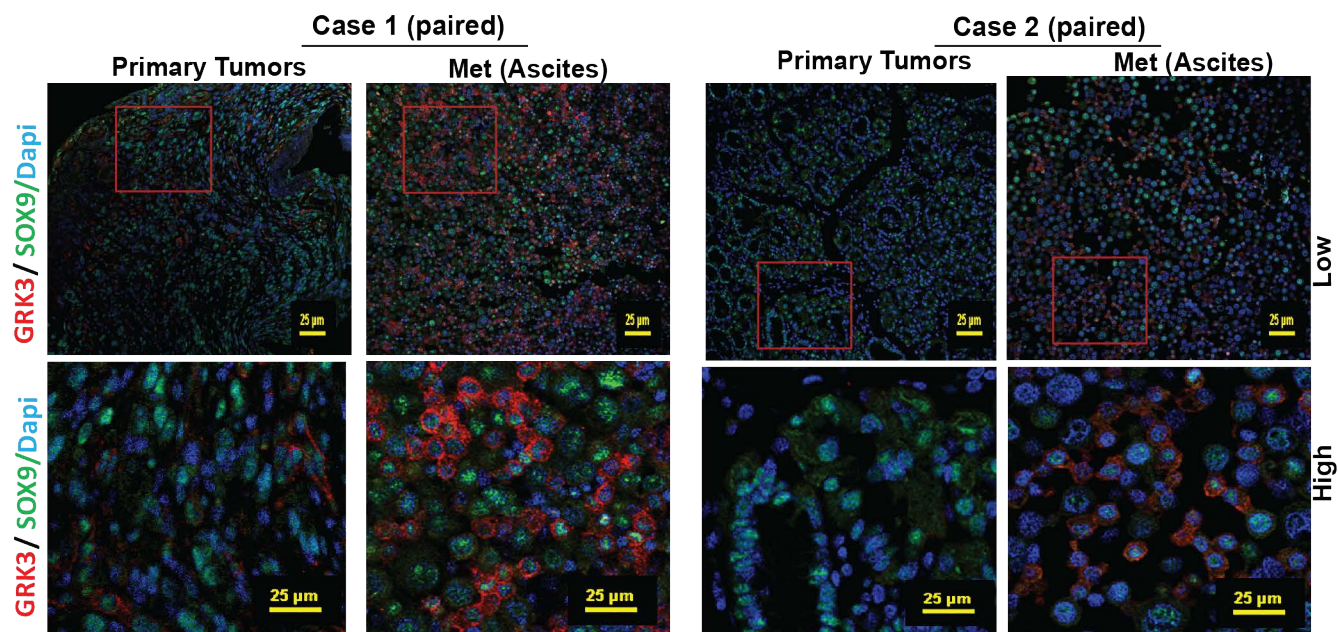 Case 1 (paired)
Case 2 (paired)
Primary Tumors
Met (Ascites)
Primary Tumors
Met (Ascites)
GRK3/ SOX9/Dapi
25 µm
25 µm
25 µm
25 µm
Low
GRK3/ SOX9/Dapi
25 µm
25 µm
25 µm
25 µm
High